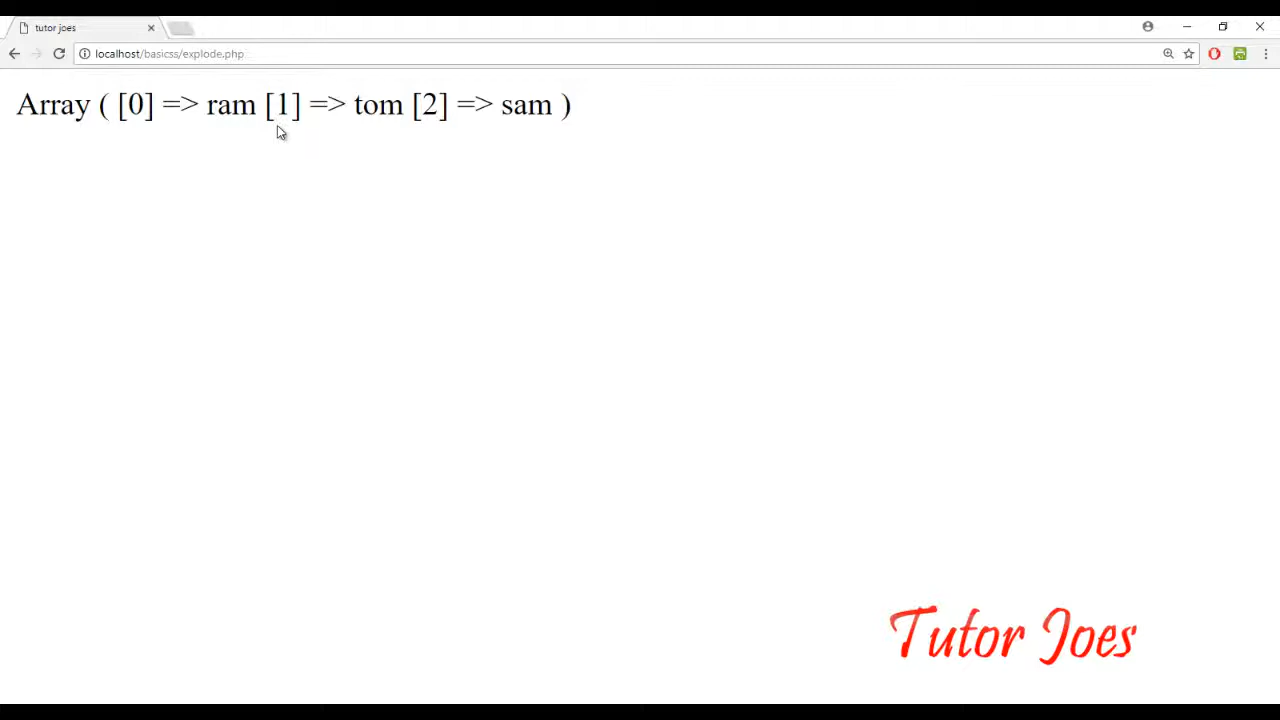 tutor joes
localhost/basicss/explode.php
Array ( [0] => ram [1] => tom [2] => sam )
Tutor Joes